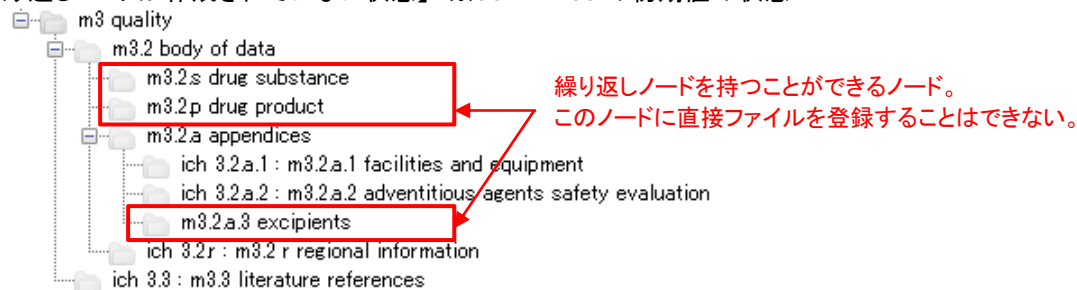 m3 quality
m3.2 body of data
m3.2.s drug substance
m3.2.p drug product
繰り返しノードを持つことができるノード。
このノードに直接ファイルを登録することはできない。
m3.2.a appendices
ich 3.2.a.1 : m3.2.a.1 facilities and equipment
ich 3.2.a.2 : m3.2.a.2 adventitious agents safety evaluation
m3.2.a.3 excipients
ich 3.2.r : m3.2 r regional information
ich 3.3 : m3.3 literature references